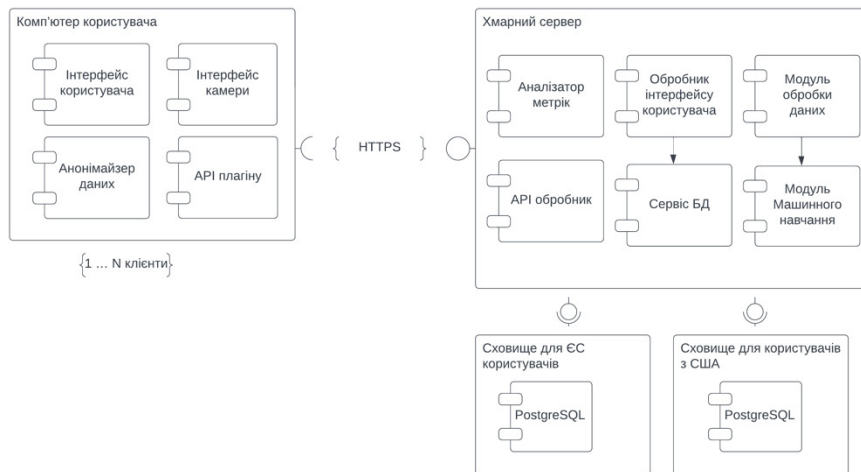 Комп'ютер користувача
Інтерфейс
користувача
Інтерфейс
камери
Анонімайзер
даних
АРІ плагіну
{1 ... N клієнти}
{ HTTPS }
Хмарний сервер
Аналізатор
метрік
Обробник
інтерфейсу
користувача
Модуль
обробки
даних
АРІ обробник
Сервіс БД
Модуль
Машинного
навчання
Сховище для ЄС
користувачів
PostgreSQL
Сховище для користувачів
з США
PostgreSQL